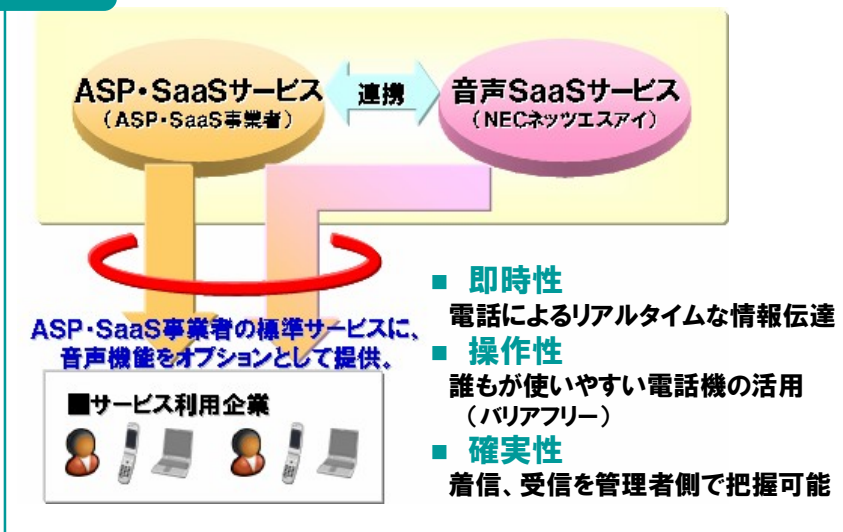 ASP・SaaSサービス
（ASP・SaaS事業者）
連携
音声SaaSサービス
（NECネッツエスアイ）
ASP・SaaS事業者の標準サービスに、
音声機能をオプションとして提供。
■サービス利用企業
■ 即時性
電話によるリアルタイムな情報伝達
■ 操作性
誰もが使いやすい電話機の活用
（バリアフリー）
■ 確実性
着信、受信を管理者側で把握可能